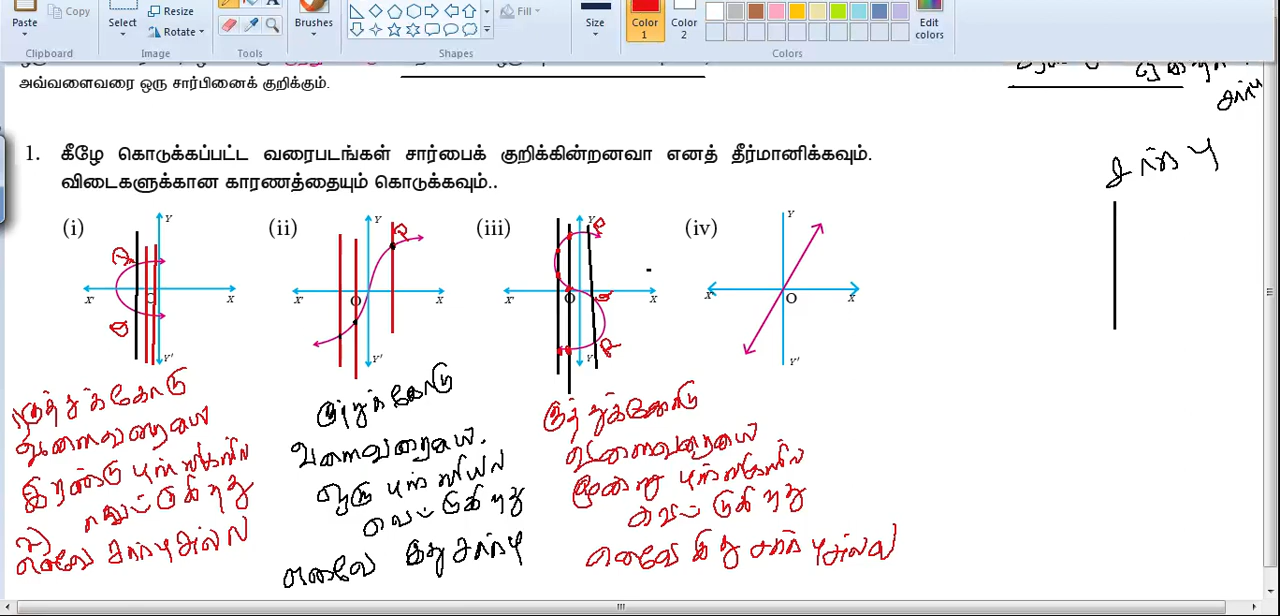 Paste
Copy
Select
Resize
Rotate
Brushes
Fill
Size
Color 1
Color 2
Edit colors
Clipboard
Image
Tools
Shapes
Colors
அவ்வளைவரை ஒரு சார்பினைக் குறிக்கும்.
சார்பு
1. கீழே கொடுக்கப்பட்ட வரைபடங்கள் சார்பைக் குறிக்கின்றனவா எனத் தீர்மானிக்கவும்.
விடைகளுக்கான காரணத்தையும் கொடுக்கவும்..
சார்பு
(i) Y X' O X Y' Q
(ii) Y P X' O X Y'
(iii) Y P X' O X Q R Y'
(iv) Y X' O X Y'
குத்துக்கோடு
வளைவரையை
இரண்டு புள்ளிகளில்
வெட்டுகிறது
எனவே சார்பு அல்ல
குத்துக்கோடு
வளைவரையை.
ஒரு புள்ளியில்
வெட்டுகிறது
எனவே இது சார்பு
குத்துக்கோடு
வளைவரையை
மூன்று புள்ளிகளில்
வெட்டுகிறது
எனவே இது சார்பு அல்ல